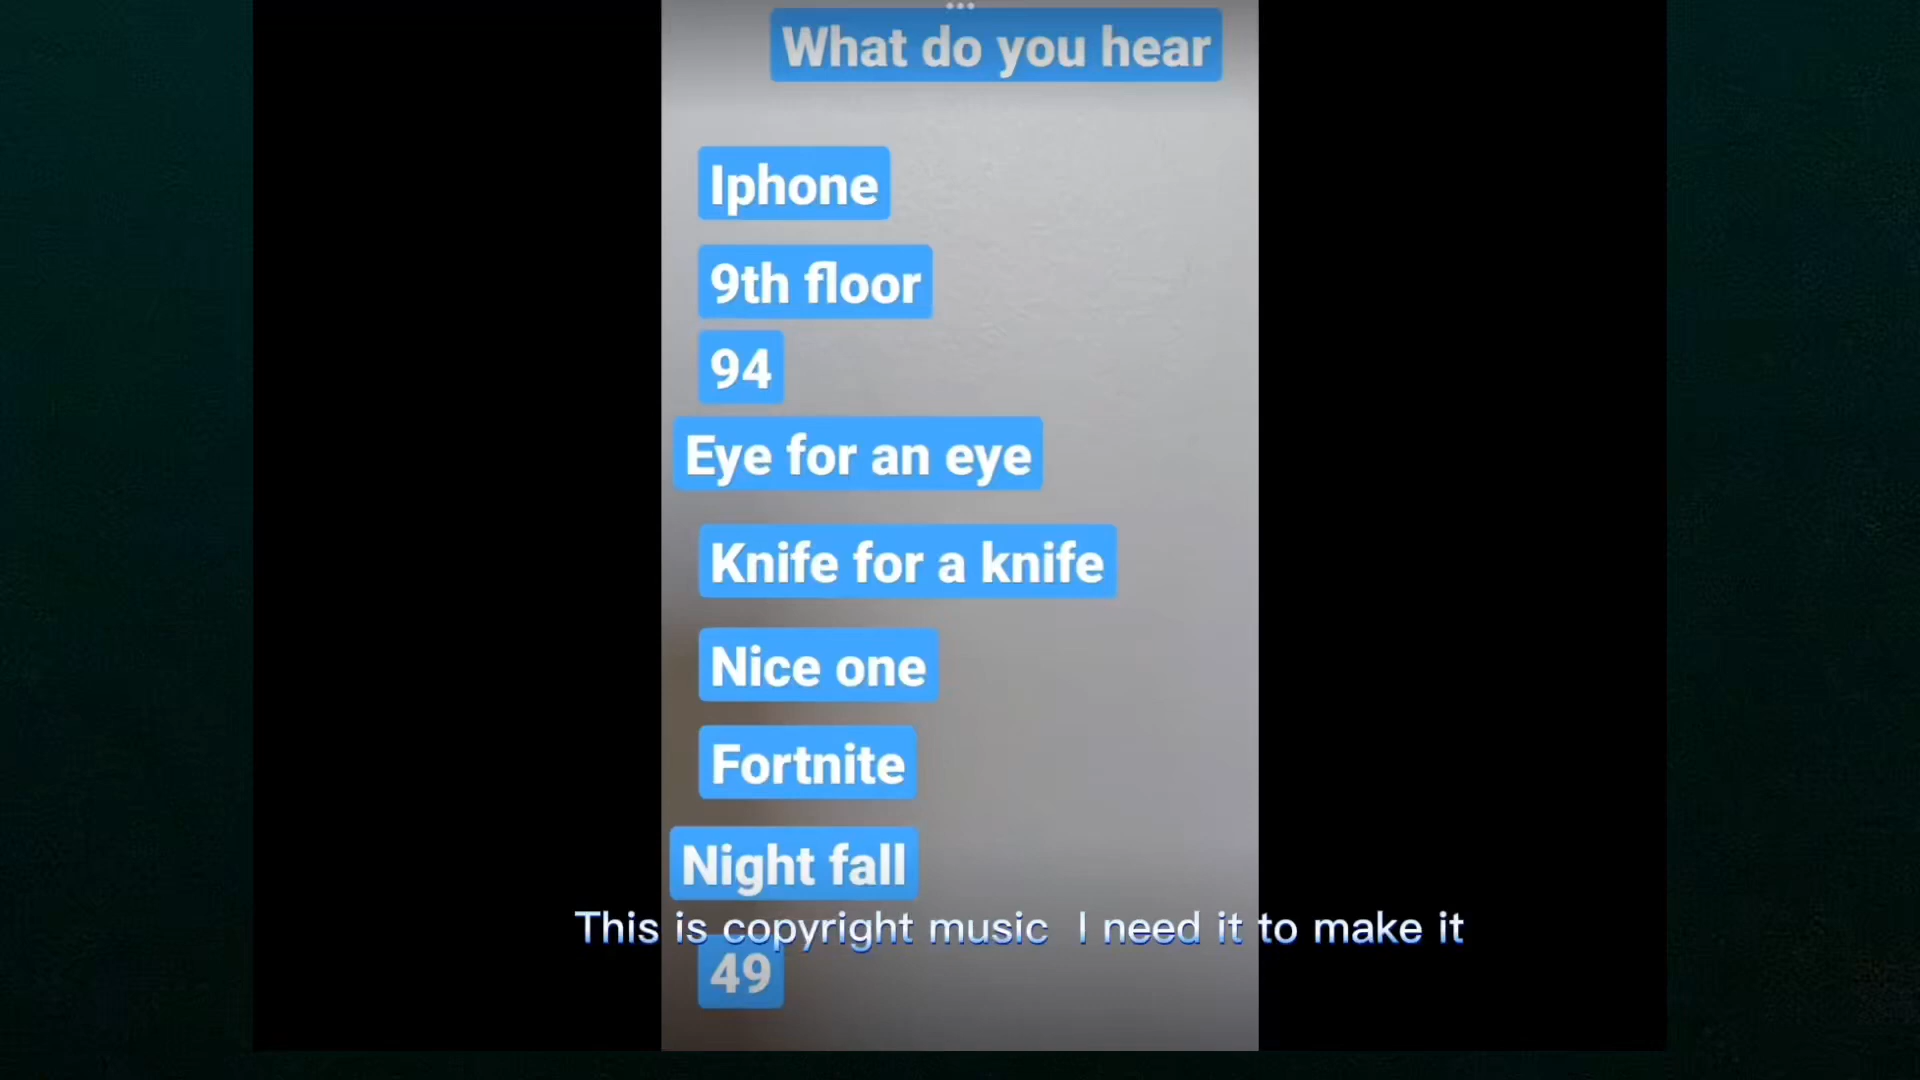 What do you hear
Iphone
9th floor
94
Eye for an eye
Knife for a knife
Nice one
Fortnite
Night fall
This is copyright music I need it to make it
49